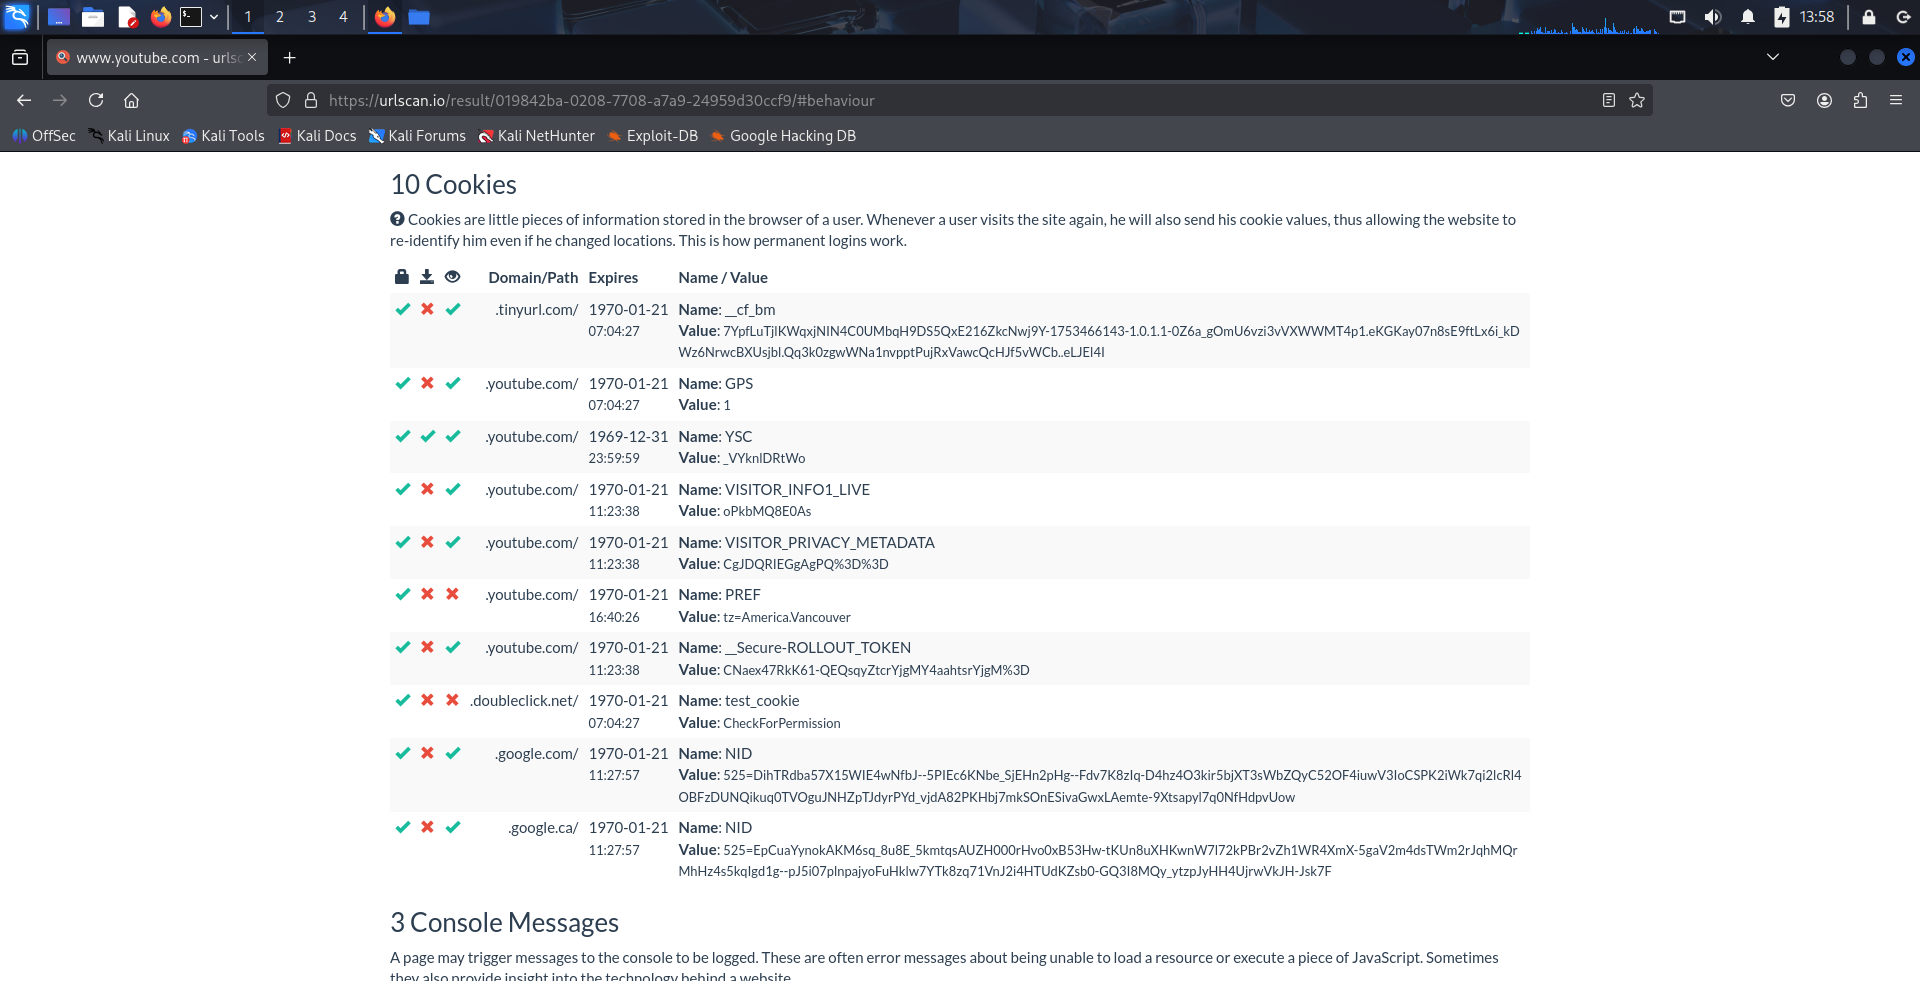 1 2 3 4
13:58
www.youtube.com - urlsc
https://urlscan.io/result/019842ba-0208-7708-a7a9-24959d30ccf9/#behaviour
OffSec Kali Linux Kali Tools Kali Docs Kali Forums Kali NetHunter Exploit-DB Google Hacking DB
10 Cookies
Cookies are little pieces of information stored in the browser of a user. Whenever a user visits the site again, he will also send his cookie values, thus allowing the website to
re-identify him even if he changed locations. This is how permanent logins work.
Domain/Path Expires Name / Value
.tinyurl.com/ 1970-01-21 Name: __cf_bm
07:04:27 Value: 7YpfLuTjlKWqxjNIN4C0UMbqH9DS5QxE216ZkcNwj9Y-1753466143-1.0.1.1-0Z6a_gOmU6vzi3vVXWWMT4p1.eKGKay07n8sE9ftLx6i_kD
Wz6NrwcBXUsjbl.Qq3k0zgwWNa1nvpptPujRxVawcQcHJf5vWCb..eLJEI4I
.youtube.com/ 1970-01-21 Name: GPS
07:04:27 Value: 1
.youtube.com/ 1969-12-31 Name: YSC
23:59:59 Value: _VYknlDRtWo
.youtube.com/ 1970-01-21 Name: VISITOR_INFO1_LIVE
11:23:38 Value: oPkbMQ8E0As
.youtube.com/ 1970-01-21 Name: VISITOR_PRIVACY_METADATA
11:23:38 Value: CgJDQRIEGgAgPQ%3D%3D
.youtube.com/ 1970-01-21 Name: PREF
16:40:26 Value: tz=America.Vancouver
.youtube.com/ 1970-01-21 Name: __Secure-ROLLOUT_TOKEN
11:23:38 Value: CNaex47RkK61-QEQsqyZtcrYjgMY4aahtsrYjgM%3D
.doubleclick.net/ 1970-01-21 Name: test_cookie
07:04:27 Value: CheckForPermission
.google.com/ 1970-01-21 Name: NID
11:27:57 Value: 525=DihTRdba57X15WIE4wNfbJ--5PIEc6KNbe_SjEHn2pHg--Fdv7K8zIq-D4hz4O3kir5bjXT3sWbZQyC52OF4iuwV3IoCSPK2iWk7qi2lcRl4
OBFzDUNQikuq0TVOguJNHZpTJdyrPYd_vjdA82PKHbj7mkSOnESivaGwxLAemte-9Xtsapyl7q0NfHdpvUow
.google.ca/ 1970-01-21 Name: NID
11:27:57 Value: 525=EpCuaYynokAKM6sq_8u8E_5kmtqsAUZH000rHvo0xB53Hw-tKUn8uXHKwnW7l72kPBr2vZh1WR4XmX-5gaV2m4dsTWm2rJqhMQr
MhHz4s5kqIgd1g--pJ5i07plnpajyoFuHklw7YTk8zq71VnJ2i4HTUdKZsb0-GQ3I8MQy_ytzpJyHH4UjrwVkJH-Jsk7F
3 Console Messages
A page may trigger messages to the console to be logged. These are often error messages about being unable to load a resource or execute a piece of JavaScript. Sometimes
they also provide insight into the technology behind a website.